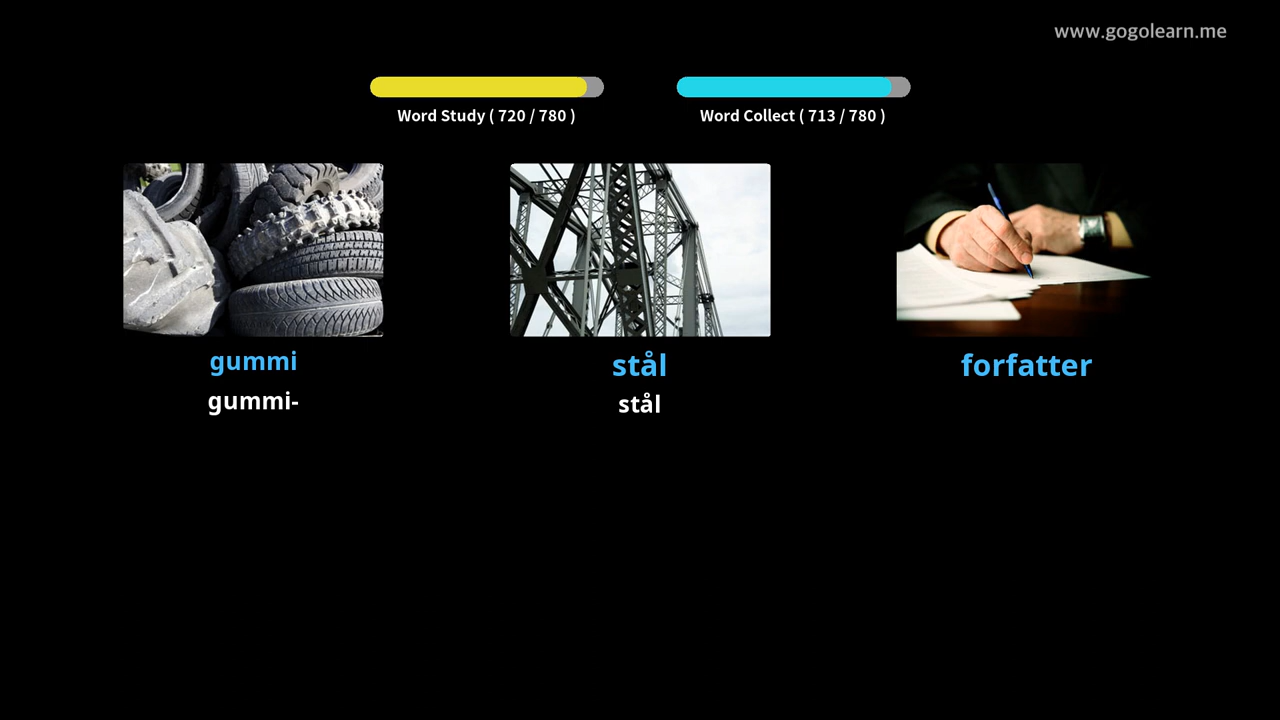 www.gogolearn.me
Word Study ( 720 / 780 )
Word Collect ( 713 / 780 )
gummi
stål
forfatter
gummi-
stål